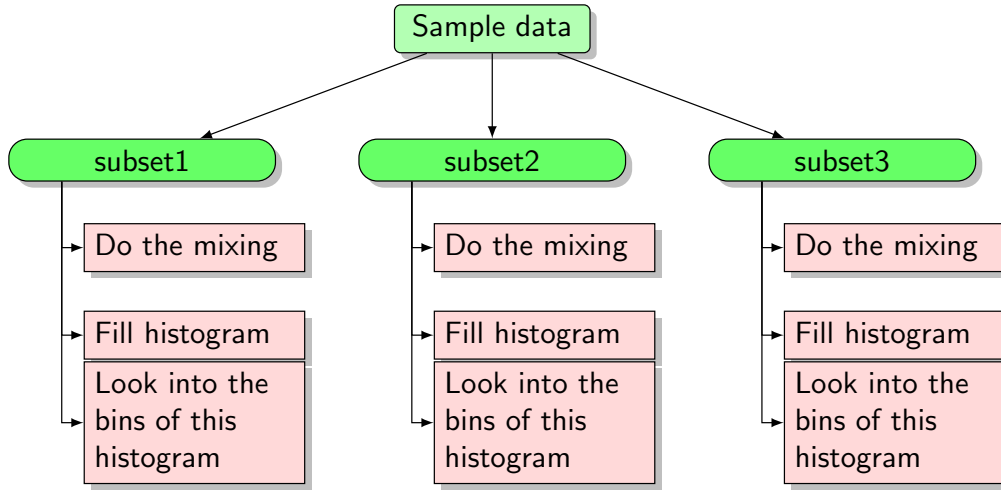 Sample data
subset1
subset2
subset3
Do the mixing
Do the mixing
Do the mixing
Fill histogram
Fill histogram
Fill histogram
Look into the
bins of this
histogram
Look into the
bins of this
histogram
Look into the
bins of this
histogram